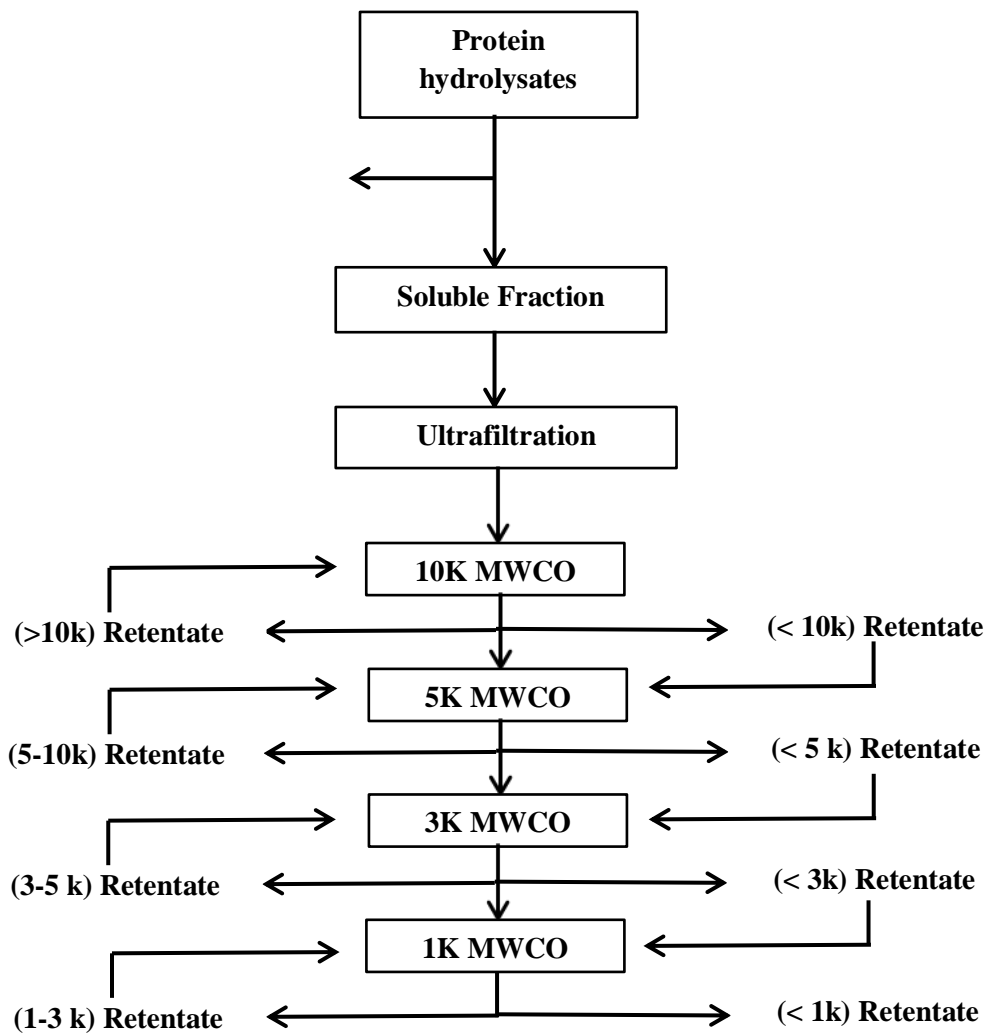 Protein
hydrolysates
Soluble Fraction
Ultrafiltration
10K MWCO
(>10k) Retentate
(< 10k) Retentate
5K MWCO
(5-10k) Retentate
(< 5 k) Retentate
3K MWCO
(3-5 k) Retentate
(< 3k) Retentate
1K MWCO
(1-3 k) Retentate
(< 1k) Retentate